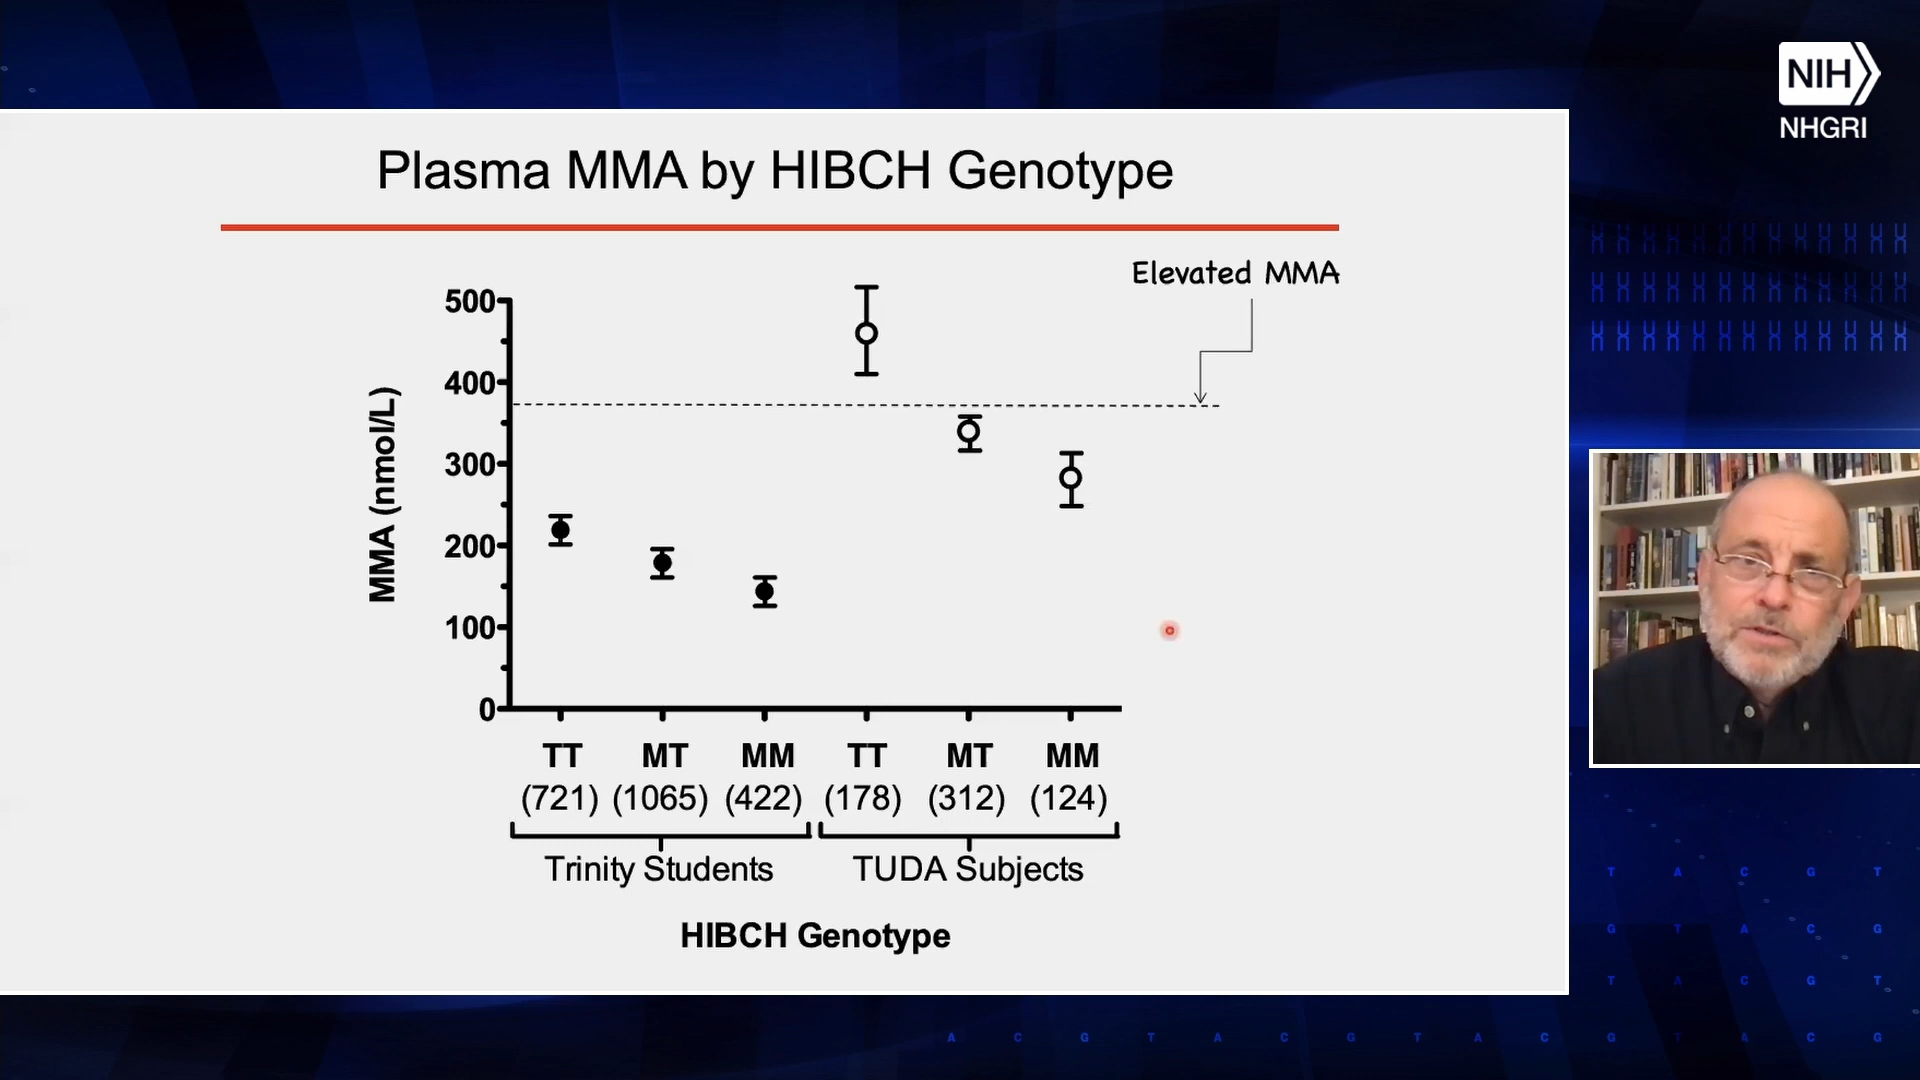 NIH
NHGRI
Plasma MMA by HIBCH Genotype
Elevated MMA
MMA (nmol/L)
500
400
300
200
100
0
TT MT MM TT MT MM
(721) (1065) (422) (178) (312) (124)
Trinity Students TUDA Subjects
HIBCH Genotype
T A C G T
G T A C G
T A C G T
A C G T A C G T A C G T A C G